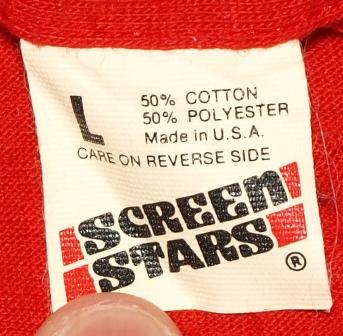 L
50% COTTON
50% POLYESTER
Made in U.S.A.
CARE ON REVERSE SIDE
SCREEN
STARS
®